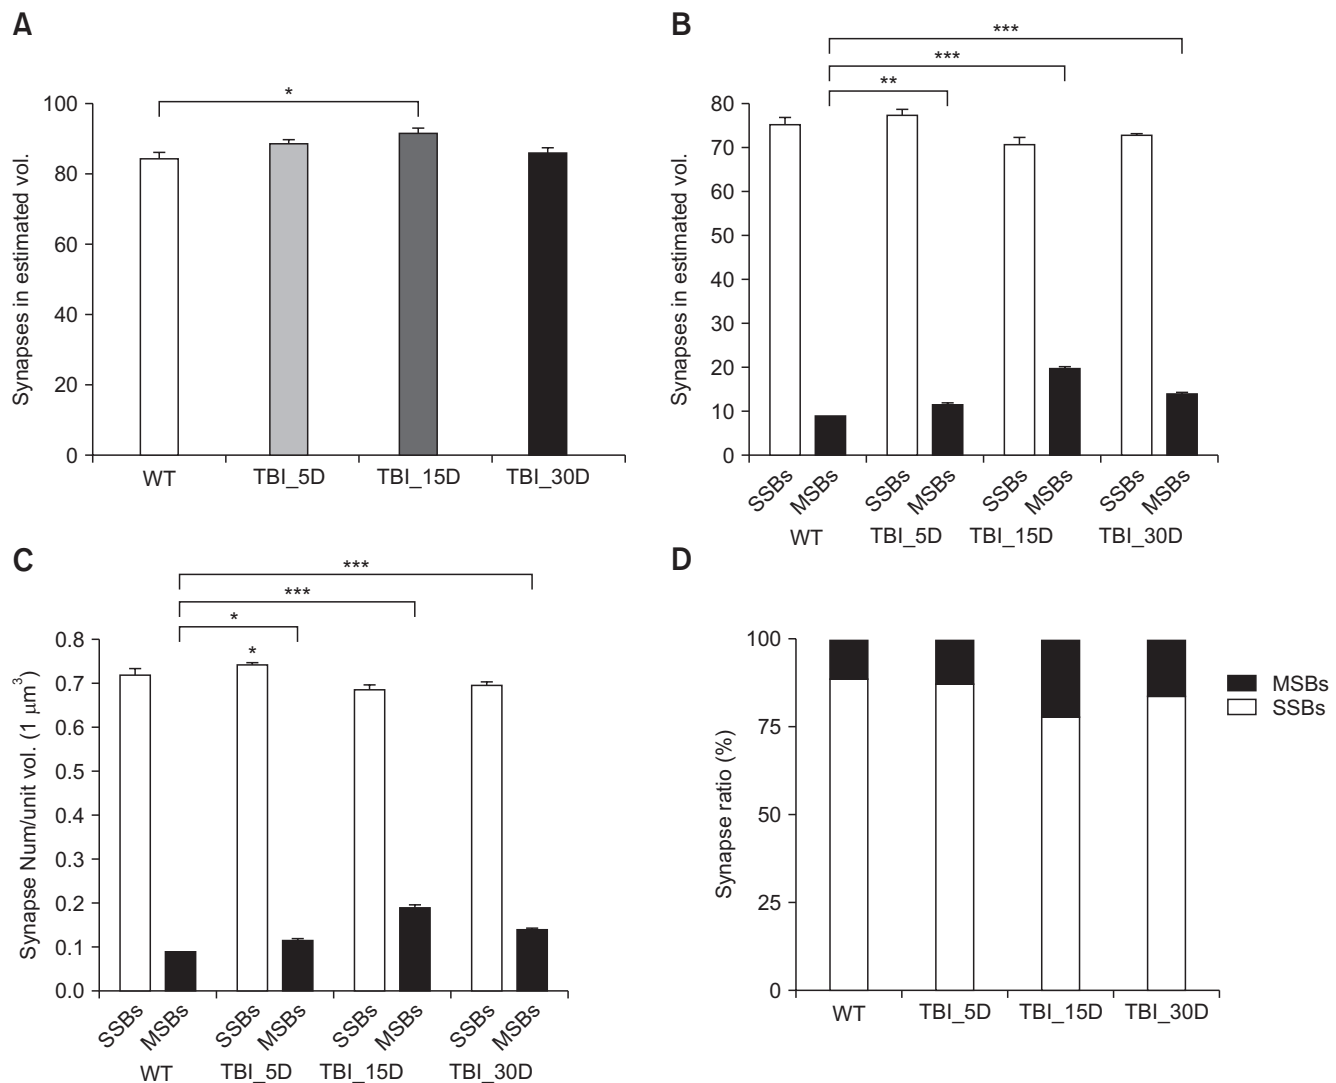 A
Synapses in estimated vol.
100
80
60
40
20
0
*
WT
TBI_5D
TBI_15D
TBI_30D
B
Synapses in estimated vol.
80
70
60
50
40
30
20
10
0
***
***
**
SSBs
MSBs
SSBs
MSBs
SSBs
MSBs
SSBs
MSBs
WT
TBI_5D
TBI_15D
TBI_30D
C
Synapse Num/unit vol. (1 μm³)
0.8
0.7
0.6
0.5
0.4
0.3
0.2
0.1
0.0
***
***
*
*
SSBs
MSBs
SSBs
MSBs
SSBs
MSBs
SSBs
MSBs
WT
TBI_5D
TBI_15D
TBI_30D
D
Synapse ratio (%)
100
75
50
25
0
WT
TBI_5D
TBI_15D
TBI_30D
MSBs
SSBs